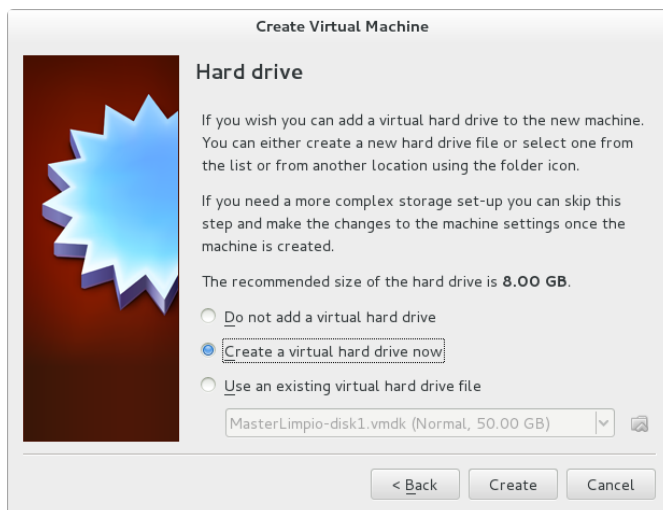 Create Virtual Machine
Hard drive
If you wish you can add a virtual hard drive to the new machine.
You can either create a new hard drive file or select one from
the list or from another location using the folder icon.
If you need a more complex storage set-up you can skip this
step and make the changes to the machine settings once the
machine is created.
The recommended size of the hard drive is 8.00 GB.
Do not add a virtual hard drive
Create a virtual hard drive now
Use an existing virtual hard drive file
MasterLimpio-disk1.vmdk (Normal, 50.00 GB)
< Back Create Cancel